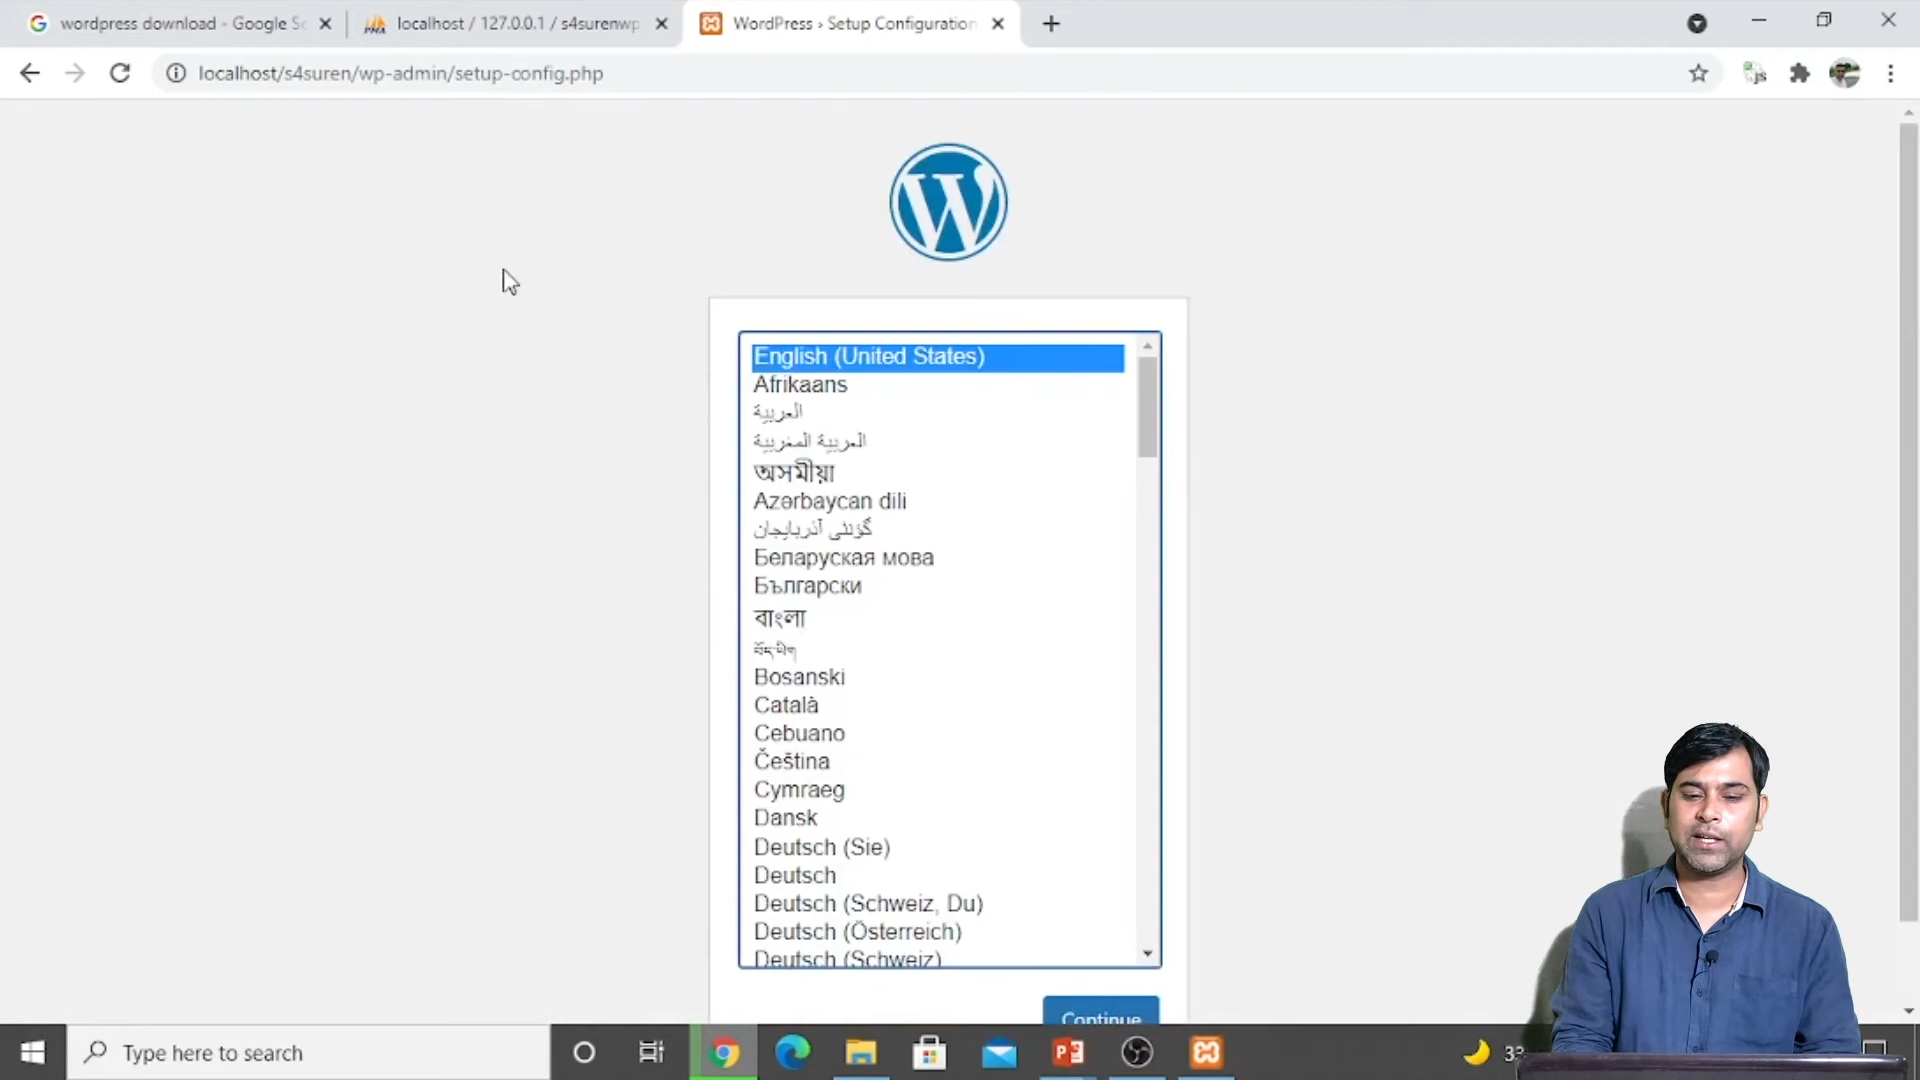 wordpress download - Google Se
localhost / 127.0.0.1 / s4surenwp
WordPress › Setup Configuration
localhost/s4suren/wp-admin/setup-config.php
English (United States)
Afrikaans
العربية
العربية المغربية
অসমীয়া
Azərbaycan dili
گؤنئی آذربایجان
Беларуская мова
Български
বাংলা
བོད་ཡིག
Bosanski
Català
Cebuano
Čeština
Cymraeg
Dansk
Deutsch (Sie)
Deutsch
Deutsch (Schweiz, Du)
Deutsch (Österreich)
Deutsch (Schweiz)
Continue
Type here to search